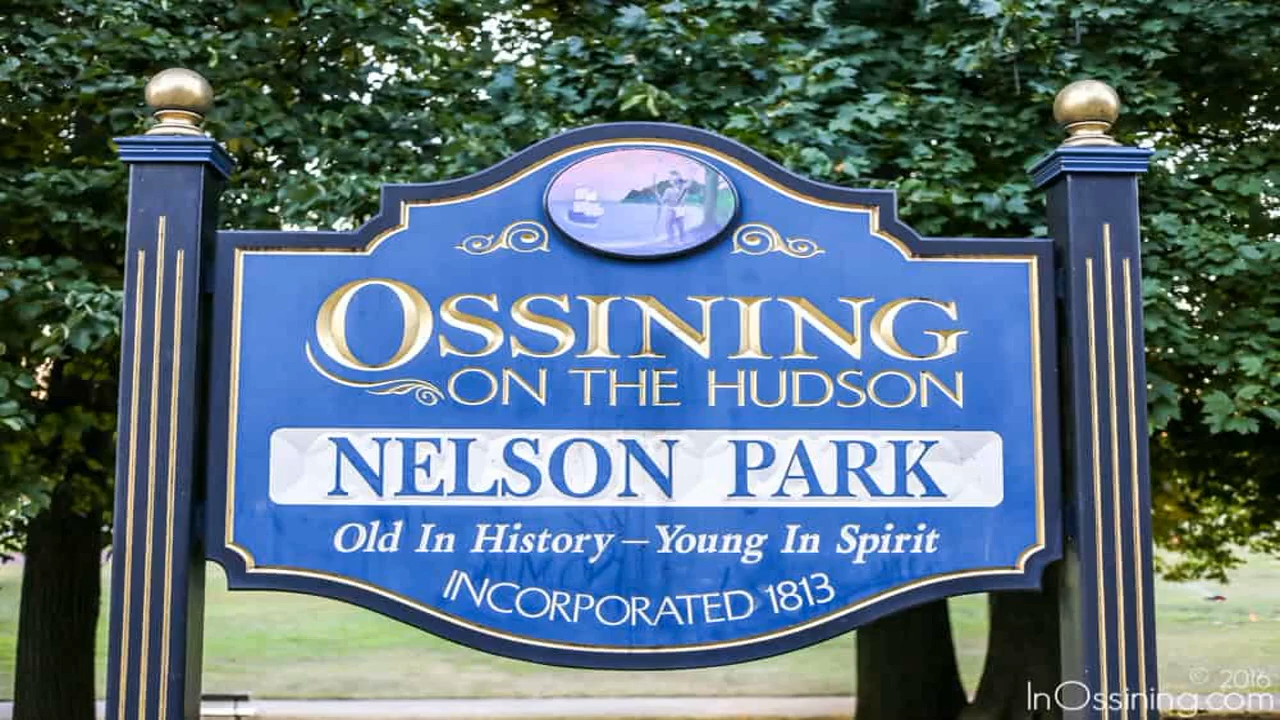 OSSINING
ON THE HUDSON
NELSON PARK
Old In History – Young In Spirit
INCORPORATED 1813
© 2016
InOssining.com